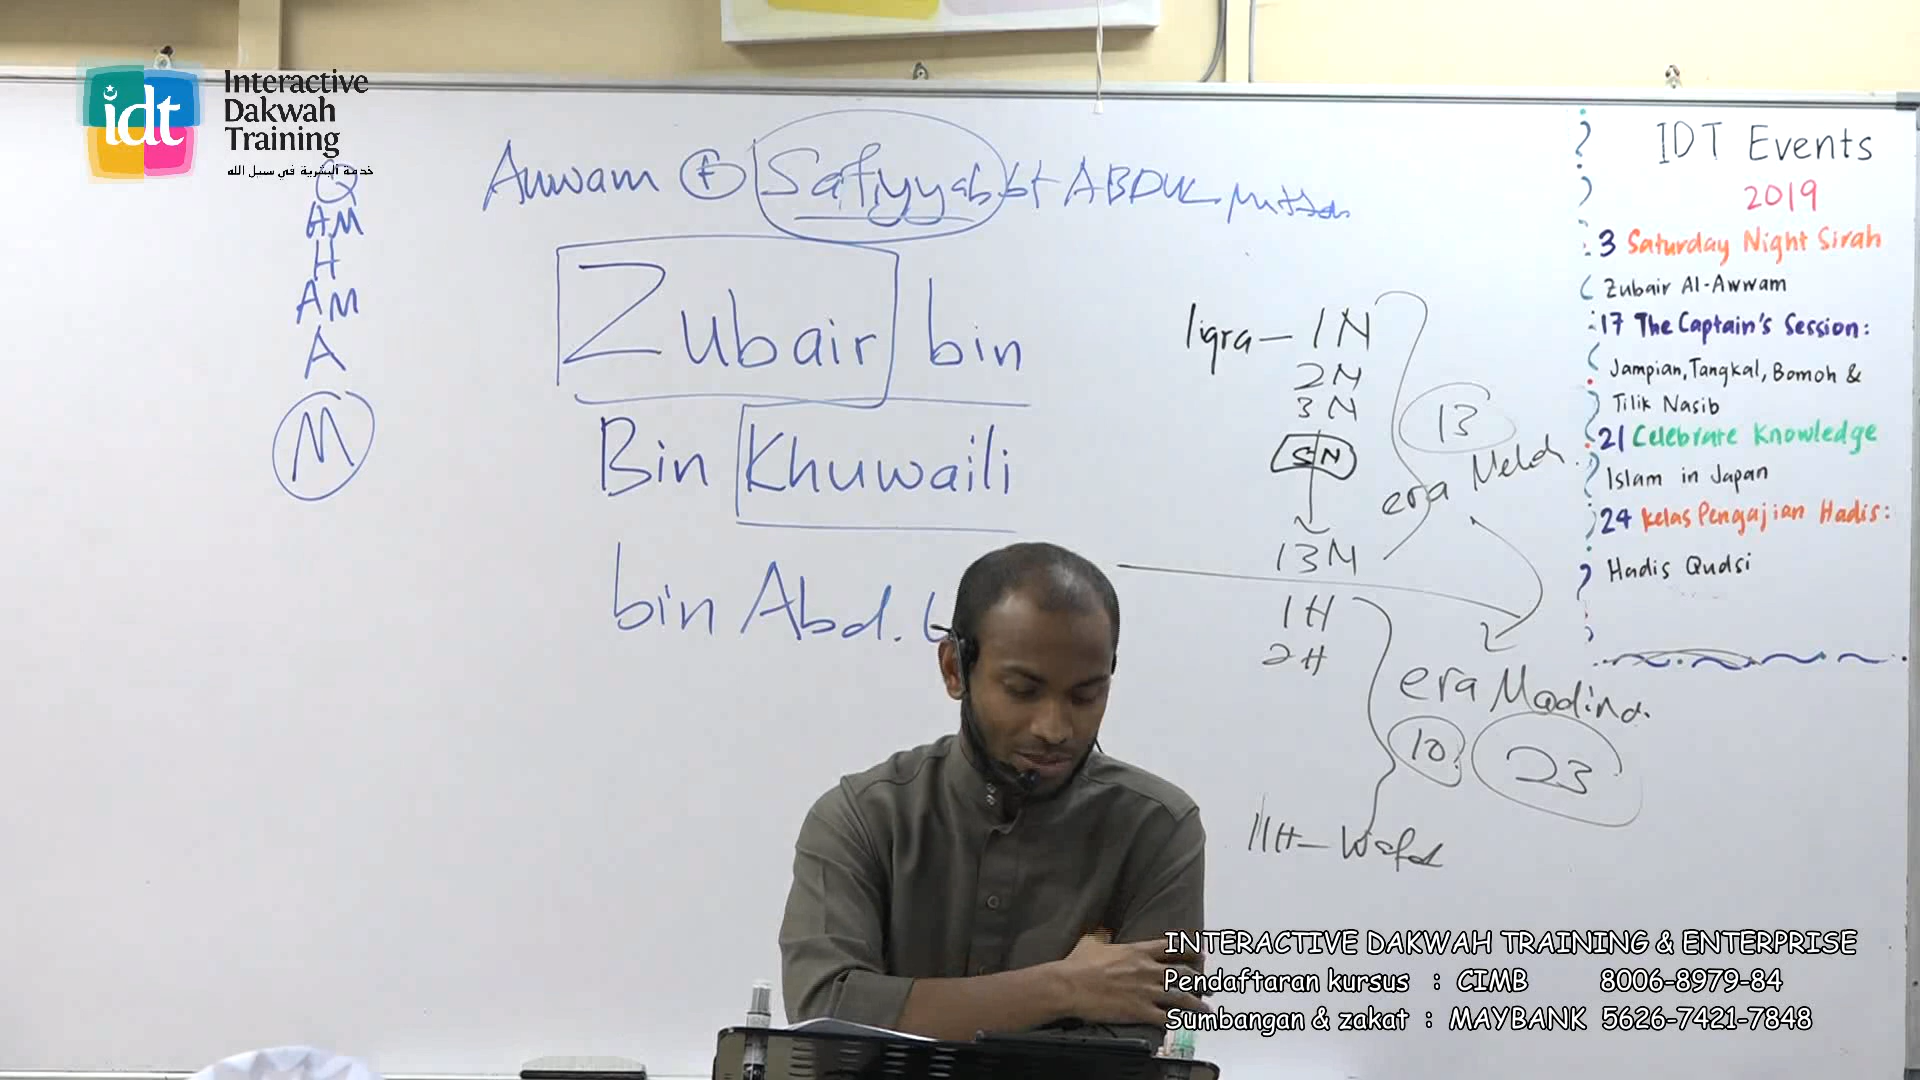 idt
Interactive
Dakwah
Training
خدمة البشرية في سبيل الله
Q
AM
H
AM
A
M
Awwam + Safiyyah bt ABDUL
Zubair bin
Bin Khuwaili
bin Abd.
Iqra – 1N
2N
3N
5N
13N
13
era
1H
2H
era Madina.
10
23
11H – Wafat
IDT Events
2019
3 Saturday Night Sirah
Zubair Al-Awwam
17 The Captain's Session:
Jampian, Tangkal, Bomoh &
Tilik Nasib
21 Celebrate Knowledge
Islam in Japan
24 Kelas Pengajian Hadis:
Hadis Qudsi
INTERACTIVE DAKWAH TRAINING & ENTERPRISE
Pendaftaran kursus : CIMB 8006-8979-84
Sumbangan & zakat : MAYBANK 5626-7421-7848